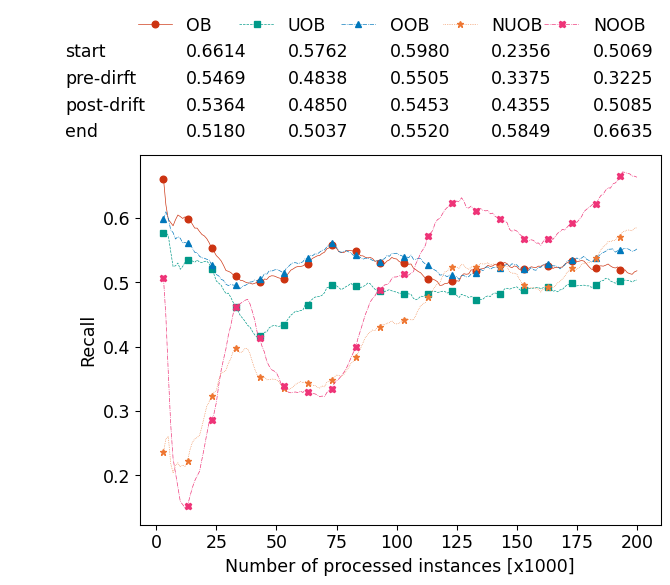 OB UOB OOB NUOB NOOB
start 0.6614 0.5762 0.5980 0.2356 0.5069
pre-dirft 0.5469 0.4838 0.5505 0.3375 0.3225
post-drift 0.5364 0.4850 0.5453 0.4355 0.5085
end 0.5180 0.5037 0.5520 0.5849 0.6635
0.6
0.5
0.4
0.3
0.2
Recall
0 25 50 75 100 125 150 175 200
Number of processed instances [x1000]